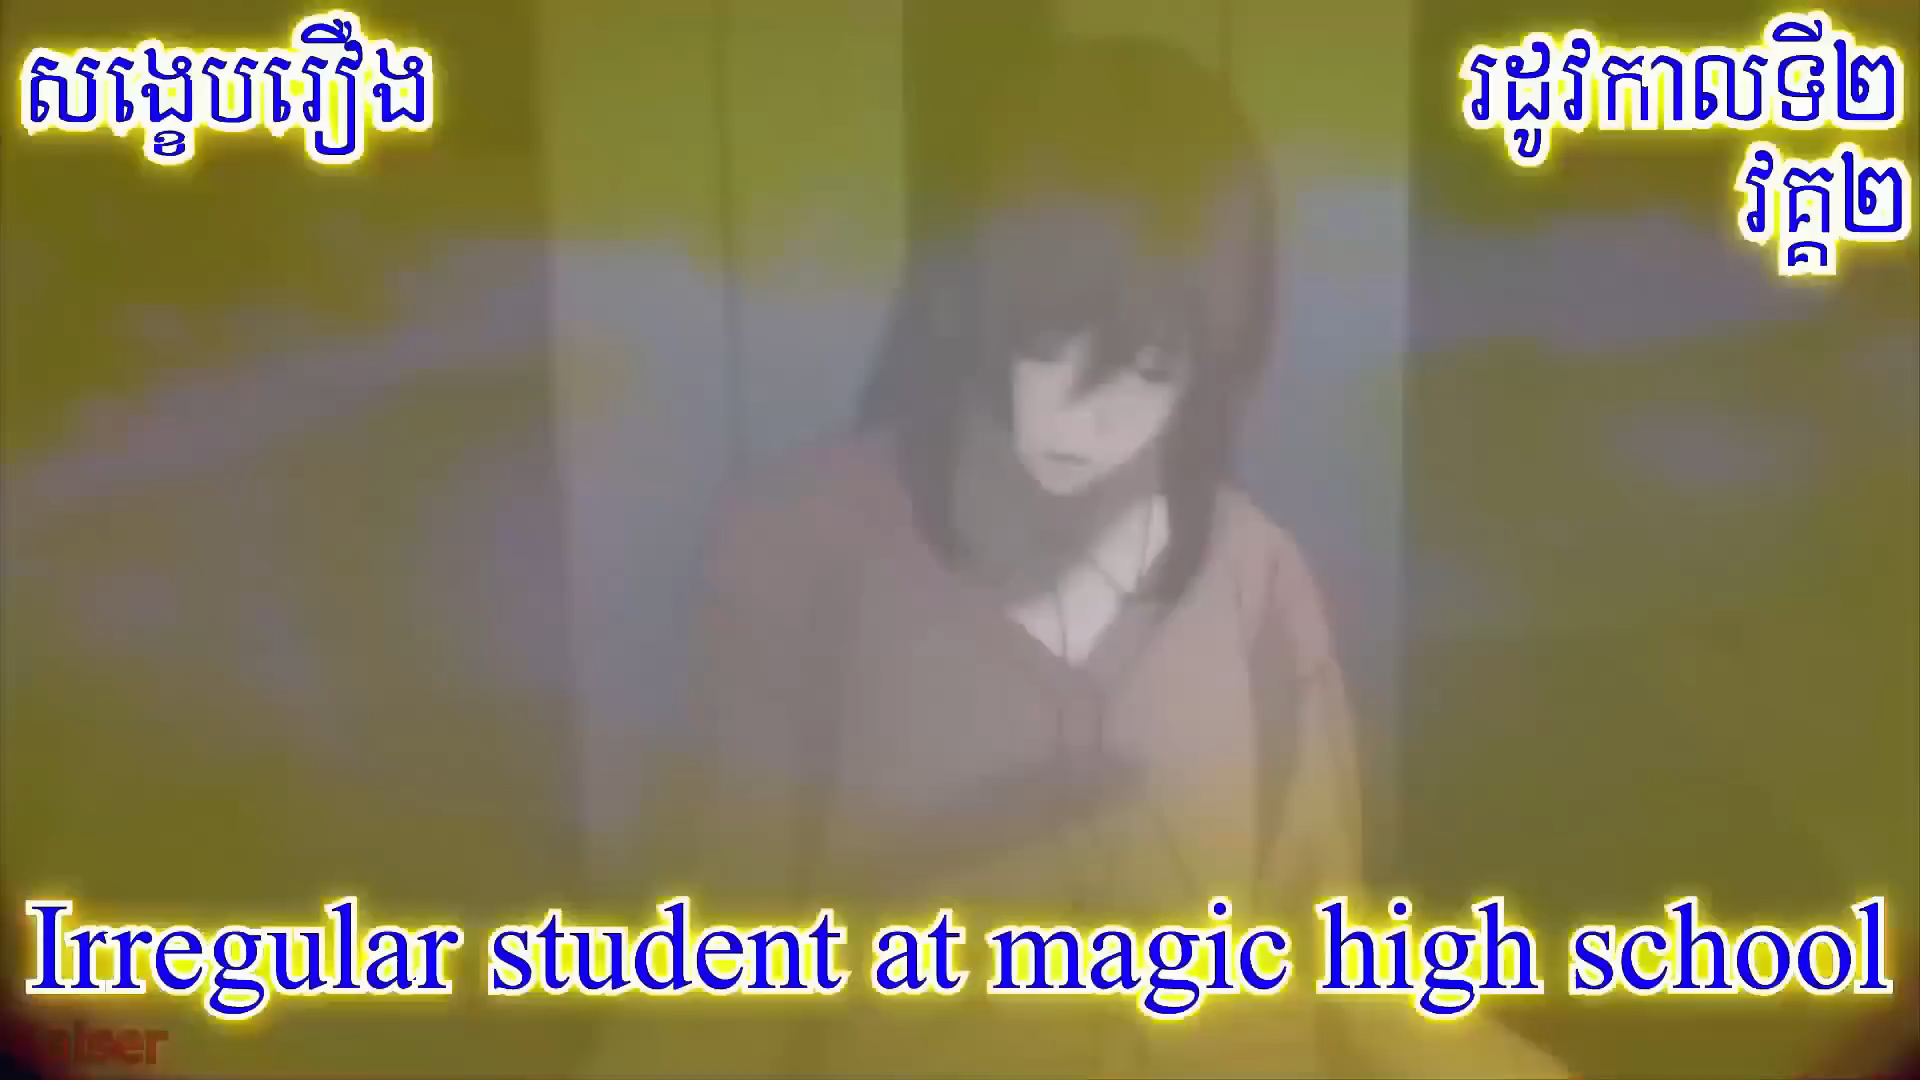 សង្ខេបរឿង
រដូវកាលទី២
វគ្គ២
Irregular student at magic high school